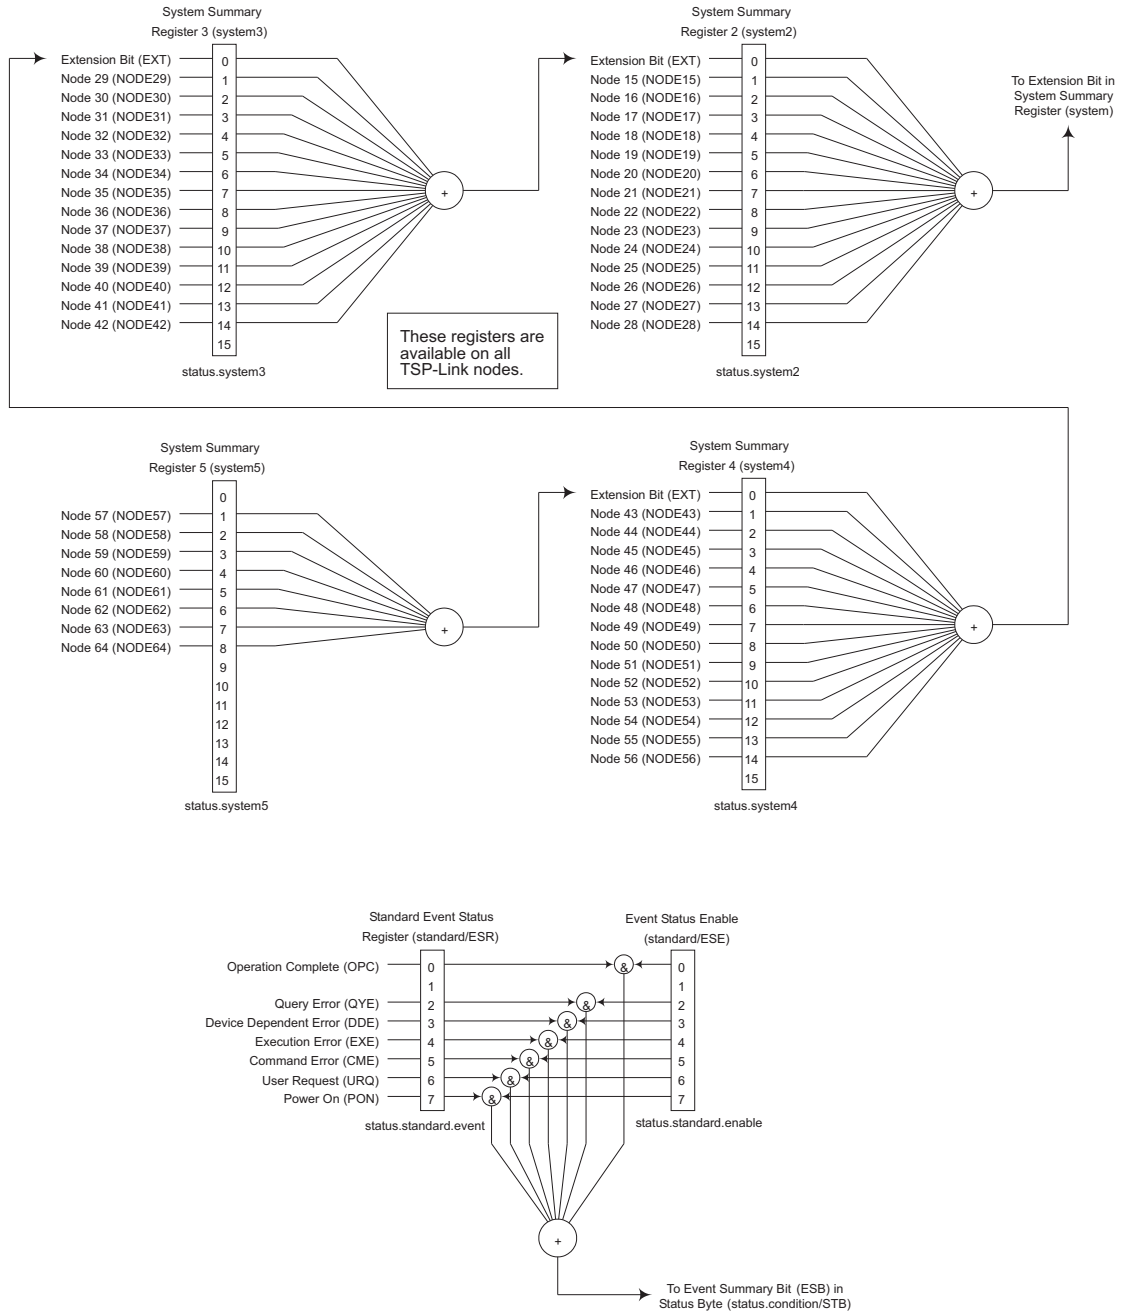 System Summary
Register 3 (system3)
Extension Bit (EXT) 0
Node 29 (NODE29) 1
Node 30 (NODE30) 2
Node 31 (NODE31) 3
Node 32 (NODE32) 4
Node 33 (NODE33) 5
Node 34 (NODE34) 6
Node 35 (NODE35) 7
Node 36 (NODE36) 8
Node 37 (NODE37) 9
Node 38 (NODE38) 10
Node 39 (NODE39) 11
Node 40 (NODE40) 12
Node 41 (NODE41) 13
Node 42 (NODE42) 14
15
+
status.system3
System Summary
Register 2 (system2)
Extension Bit (EXT) 0
Node 15 (NODE15) 1
Node 16 (NODE16) 2
Node 17 (NODE17) 3
Node 18 (NODE18) 4
Node 19 (NODE19) 5
Node 20 (NODE20) 6
Node 21 (NODE21) 7
Node 22 (NODE22) 8
Node 23 (NODE23) 9
Node 24 (NODE24) 10
Node 25 (NODE25) 11
Node 26 (NODE26) 12
Node 27 (NODE27) 13
Node 28 (NODE28) 14
15
+
status.system2
To Extension Bit in
System Summary
Register (system)
These registers are
available on all
TSP-Link nodes.
System Summary
Register 5 (system5)
0
Node 57 (NODE57) 1
Node 58 (NODE58) 2
Node 59 (NODE59) 3
Node 60 (NODE60) 4
Node 61 (NODE61) 5
Node 62 (NODE62) 6
Node 63 (NODE63) 7
Node 64 (NODE64) 8
9
10
11
12
13
14
15
+
status.system5
System Summary
Register 4 (system4)
Extension Bit (EXT) 0
Node 43 (NODE43) 1
Node 44 (NODE44) 2
Node 45 (NODE45) 3
Node 46 (NODE46) 4
Node 47 (NODE47) 5
Node 48 (NODE48) 6
Node 49 (NODE49) 7
Node 50 (NODE50) 8
Node 51 (NODE51) 9
Node 52 (NODE52) 10
Node 53 (NODE53) 11
Node 54 (NODE54) 12
Node 55 (NODE55) 13
Node 56 (NODE56) 14
15
+
status.system4
Standard Event Status
Register (standard/ESR)
Event Status Enable
(standard/ESE)
Operation Complete (OPC) 0 & 0
1 1
Query Error (QYE) 2 & 2
Device Dependent Error (DDE) 3 & 3
Execution Error (EXE) 4 & 4
Command Error (CME) 5 & 5
User Request (URQ) 6 & 6
Power On (PON) 7 & 7
status.standard.event
status.standard.enable
+
To Event Summary Bit (ESB) in
Status Byte (status.condition/STB)